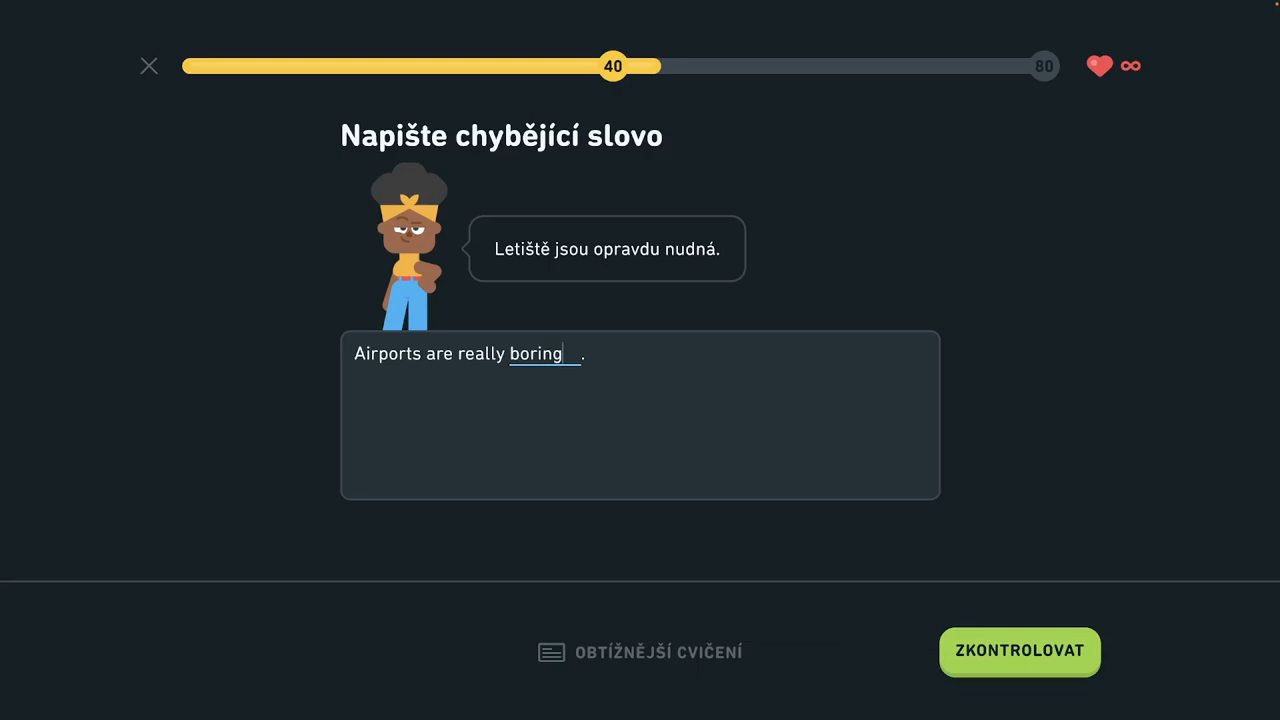 40
80
Napište chybějící slovo
Letiště jsou opravdu nudná.
Airports are really boring .
OBTÍŽNĚJŠÍ CVIČENÍ
ZKONTROLOVAT